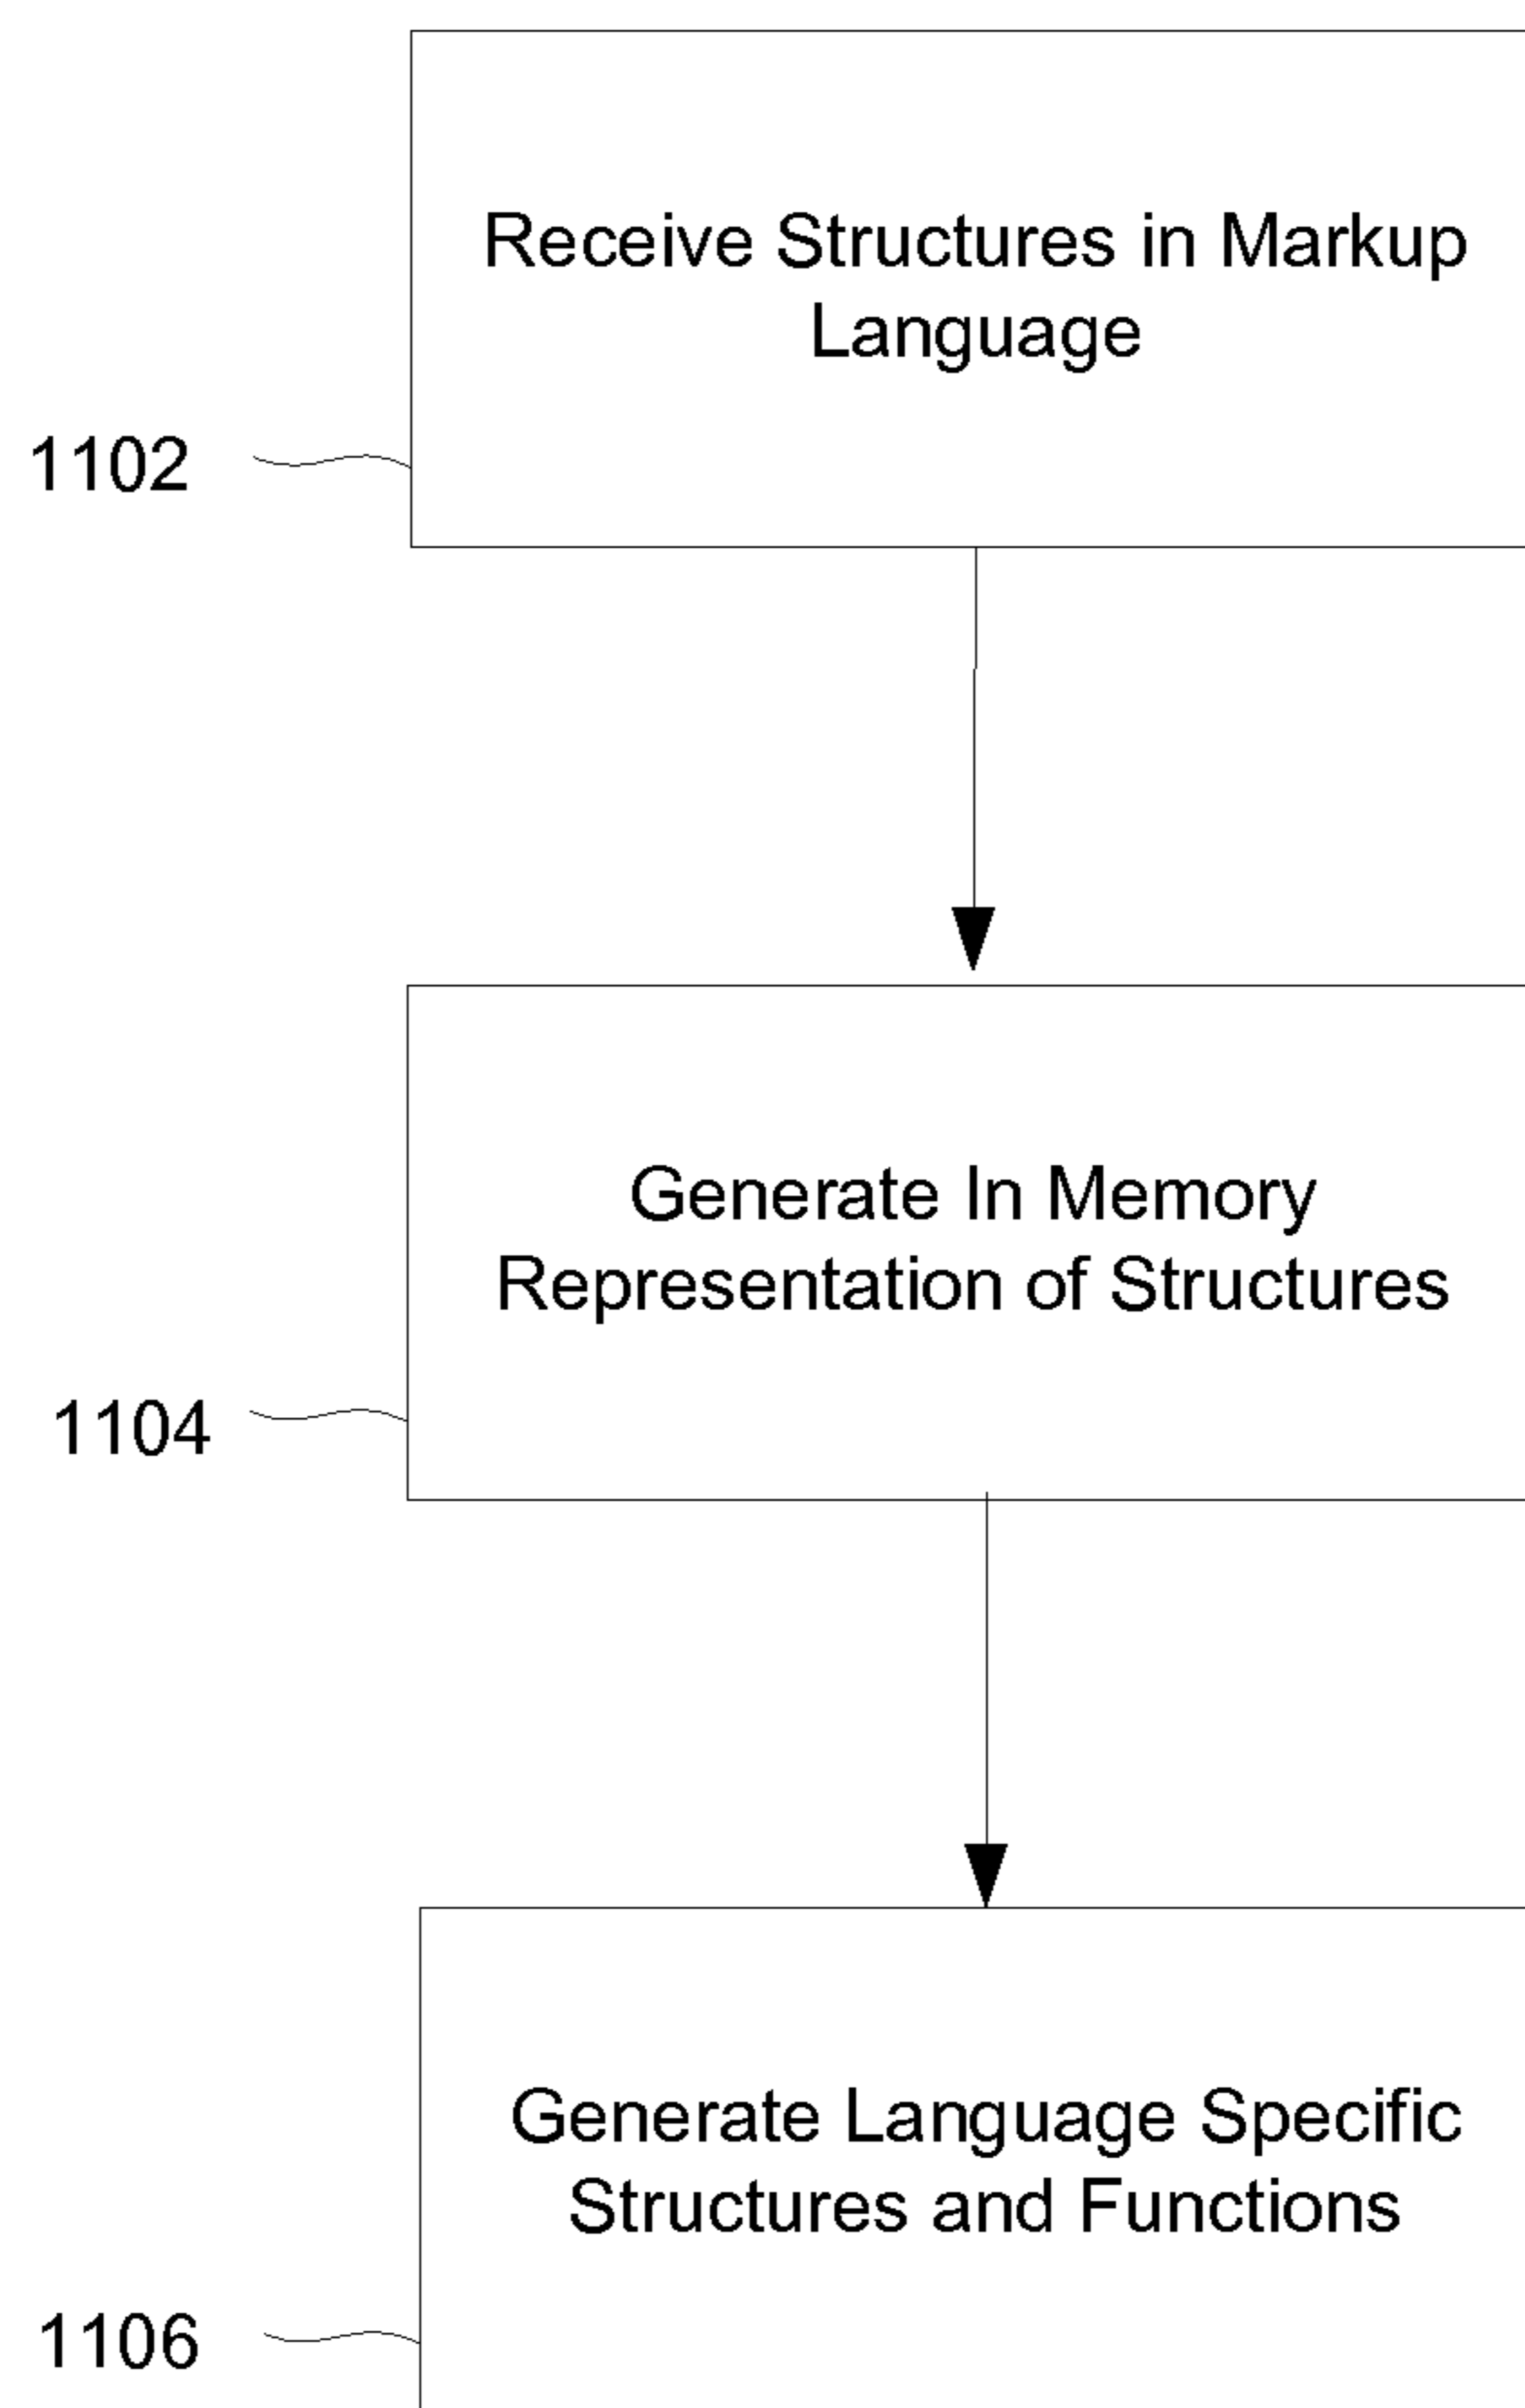 Receive Structures in Markup
Language
1102
Generate In Memory
Representation of Structures
1104
Generate Language Specific
Structures and Functions
1106